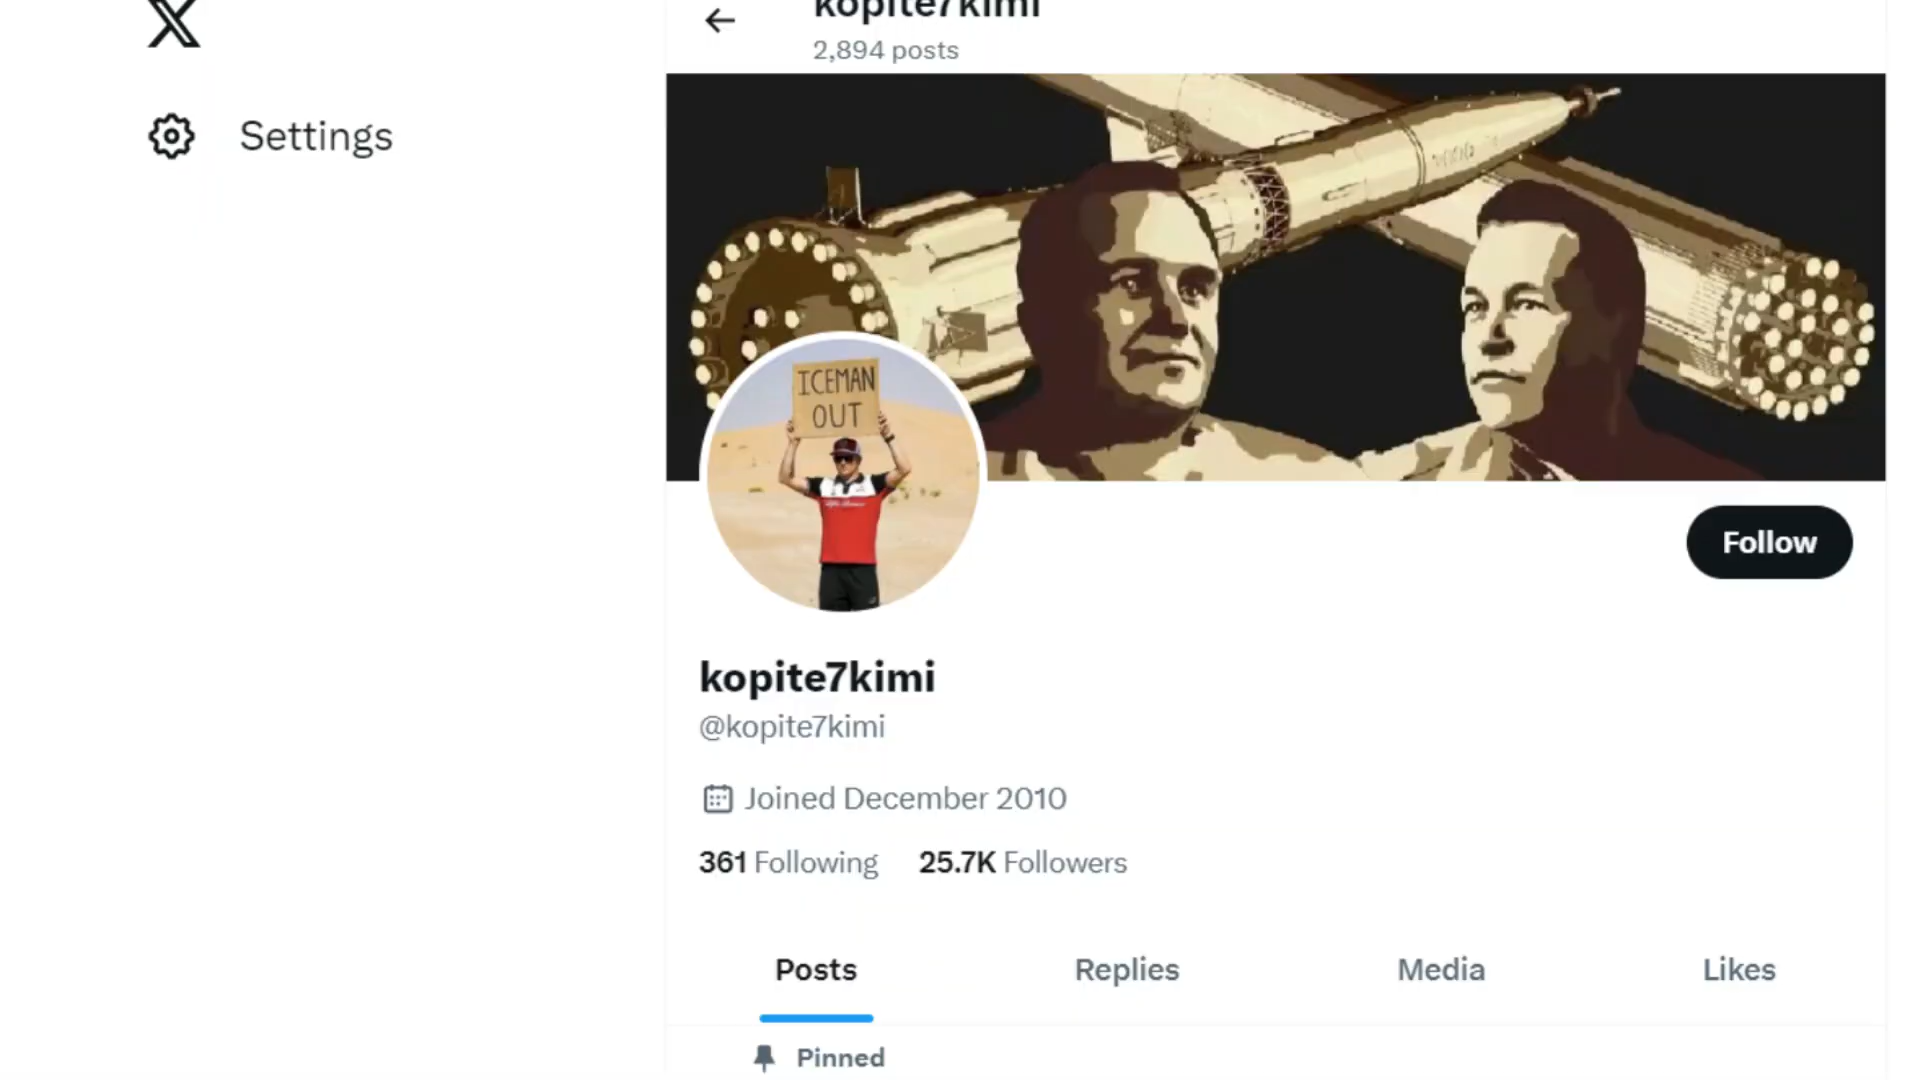 kopite7kimi
2,894 posts
Settings
ICEMAN
OUT
Follow
kopite7kimi
@kopite7kimi
Joined December 2010
361 Following 25.7K Followers
Posts Replies Media Likes
Pinned